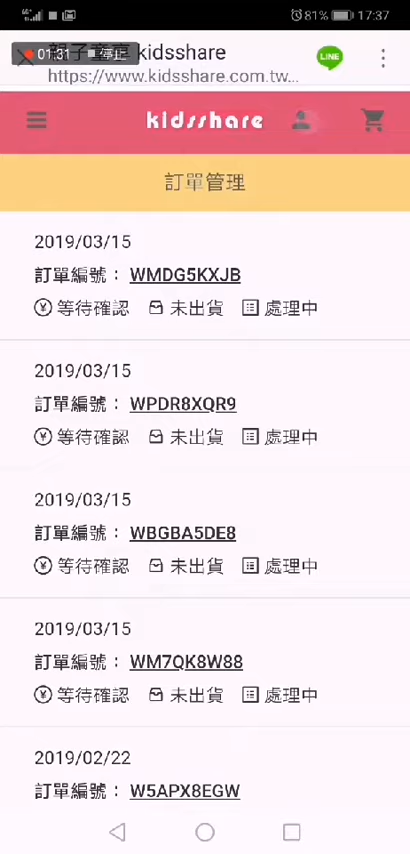 81% 17:37
01:31 停止 kidsshare
LINE
https://www.kidsshare.com.tw...
kidsshare
訂單管理
2019/03/15
訂單編號： WMDG5KXJB
等待確認 未出貨 處理中
2019/03/15
訂單編號： WPDR8XQR9
等待確認 未出貨 處理中
2019/03/15
訂單編號： WBGBA5DE8
等待確認 未出貨 處理中
2019/03/15
訂單編號： WM7QK8W88
等待確認 未出貨 處理中
2019/02/22
訂單編號： W5APX8EGW